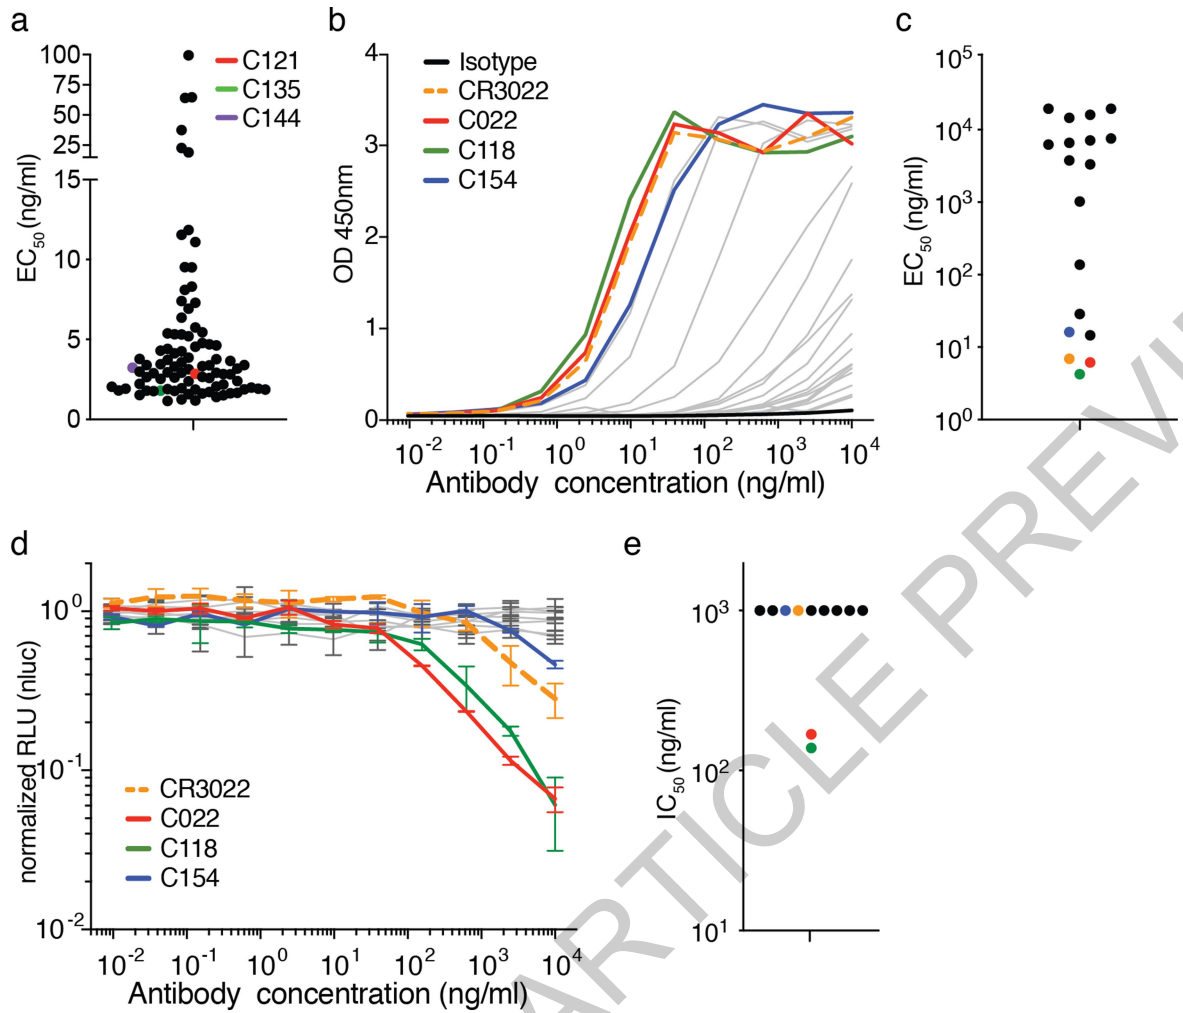 a
EC50 (ng/ml)
100
75
50
25
15
10
5
0
C121
C135
C144
b
OD 450nm
4
3
2
1
0
Isotype
CR3022
C022
C118
C154
10-2 10-1 100 101 102 103 104
Antibody concentration (ng/ml)
c
EC50 (ng/ml)
105
104
103
102
101
100
d
normalized RLU (nluc)
100
10-1
10-2
CR3022
C022
C118
C154
10-2 10-1 100 101 102 103 104
Antibody concentration (ng/ml)
e
IC50 (ng/ml)
103
102
101
ARTICLE PREVI